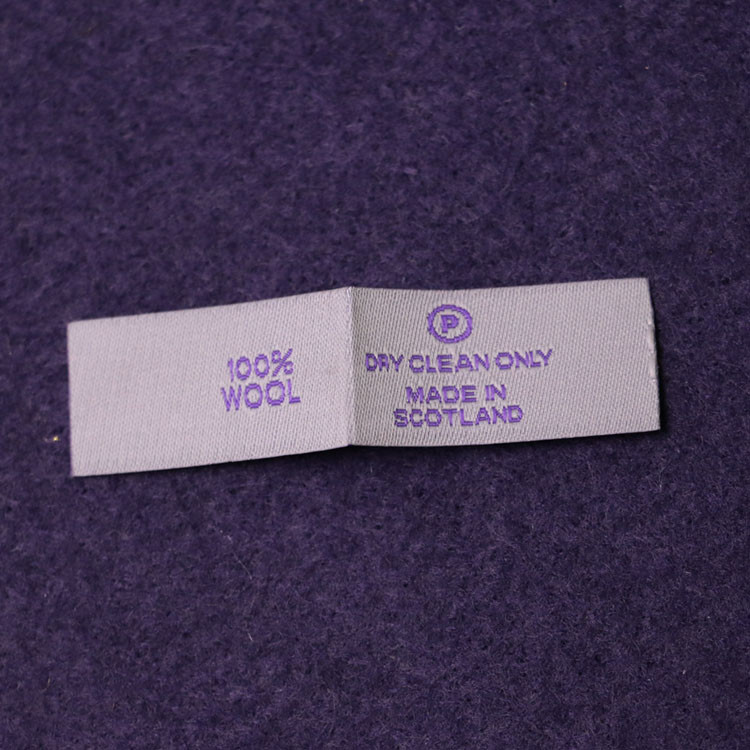 100%
WOOL
P
DRY CLEAN ONLY
MADE IN
SCOTLAND